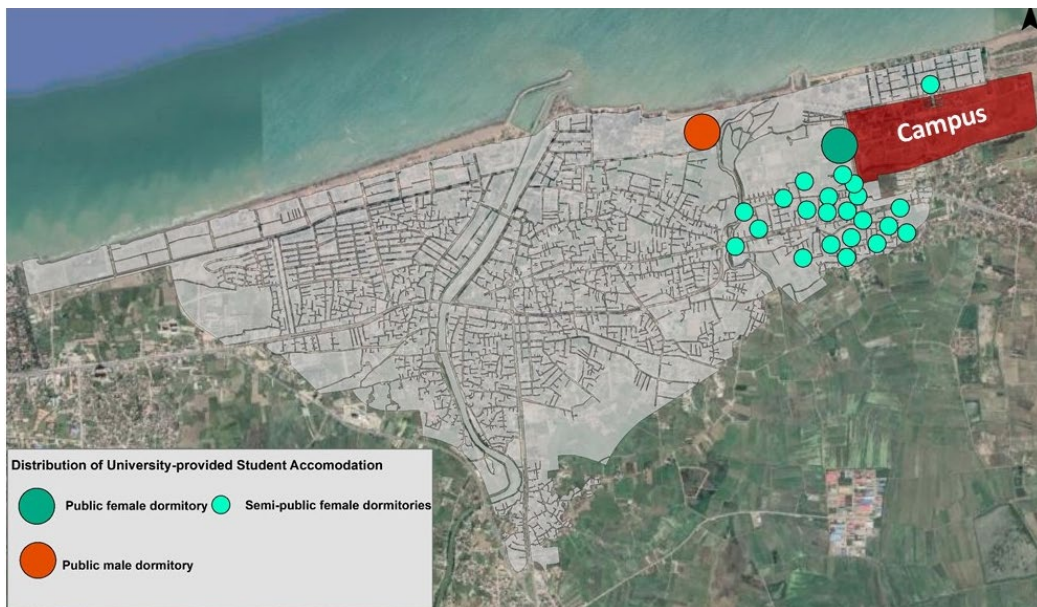 Campus
Distribution of University-provided Student Accomodation
Public female dormitory
Semi-public female dormitories
Public male dormitory